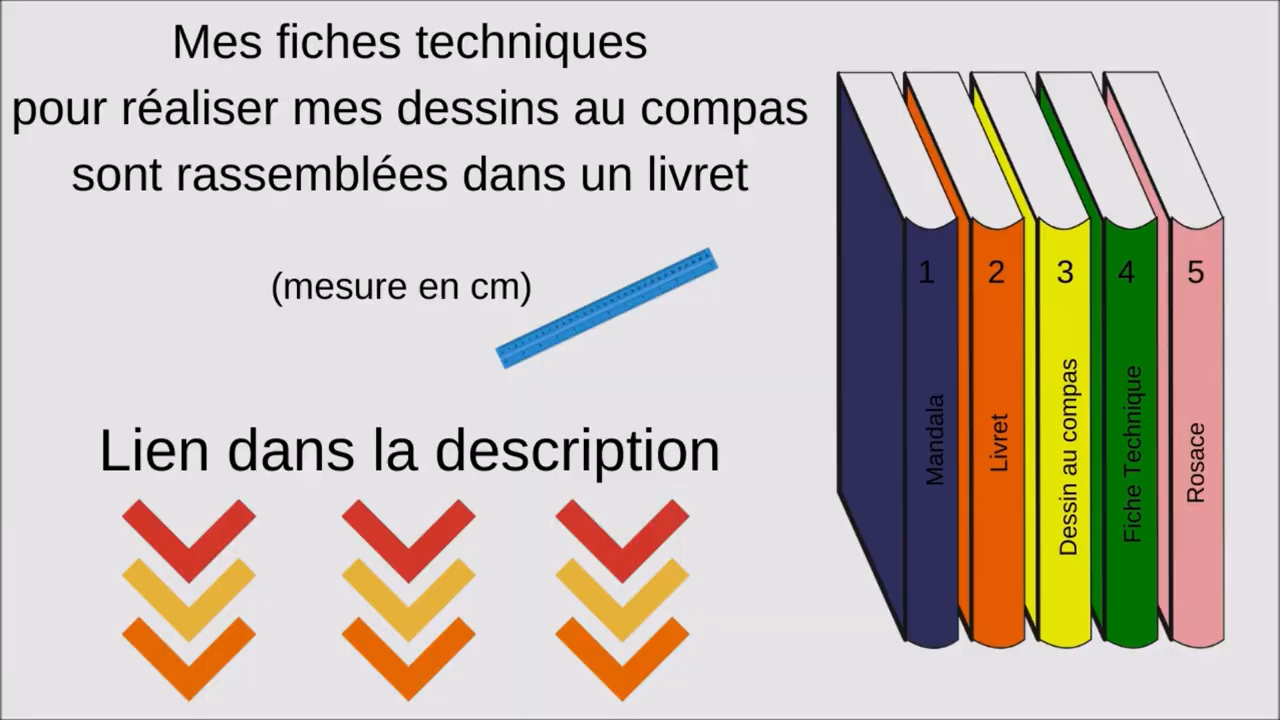 Mes fiches techniques
pour réaliser mes dessins au compas
sont rassemblées dans un livret
(mesure en cm)
Lien dans la description
1
Mandala
2
Livret
3
Dessin au compas
4
Fiche Technique
5
Rosace